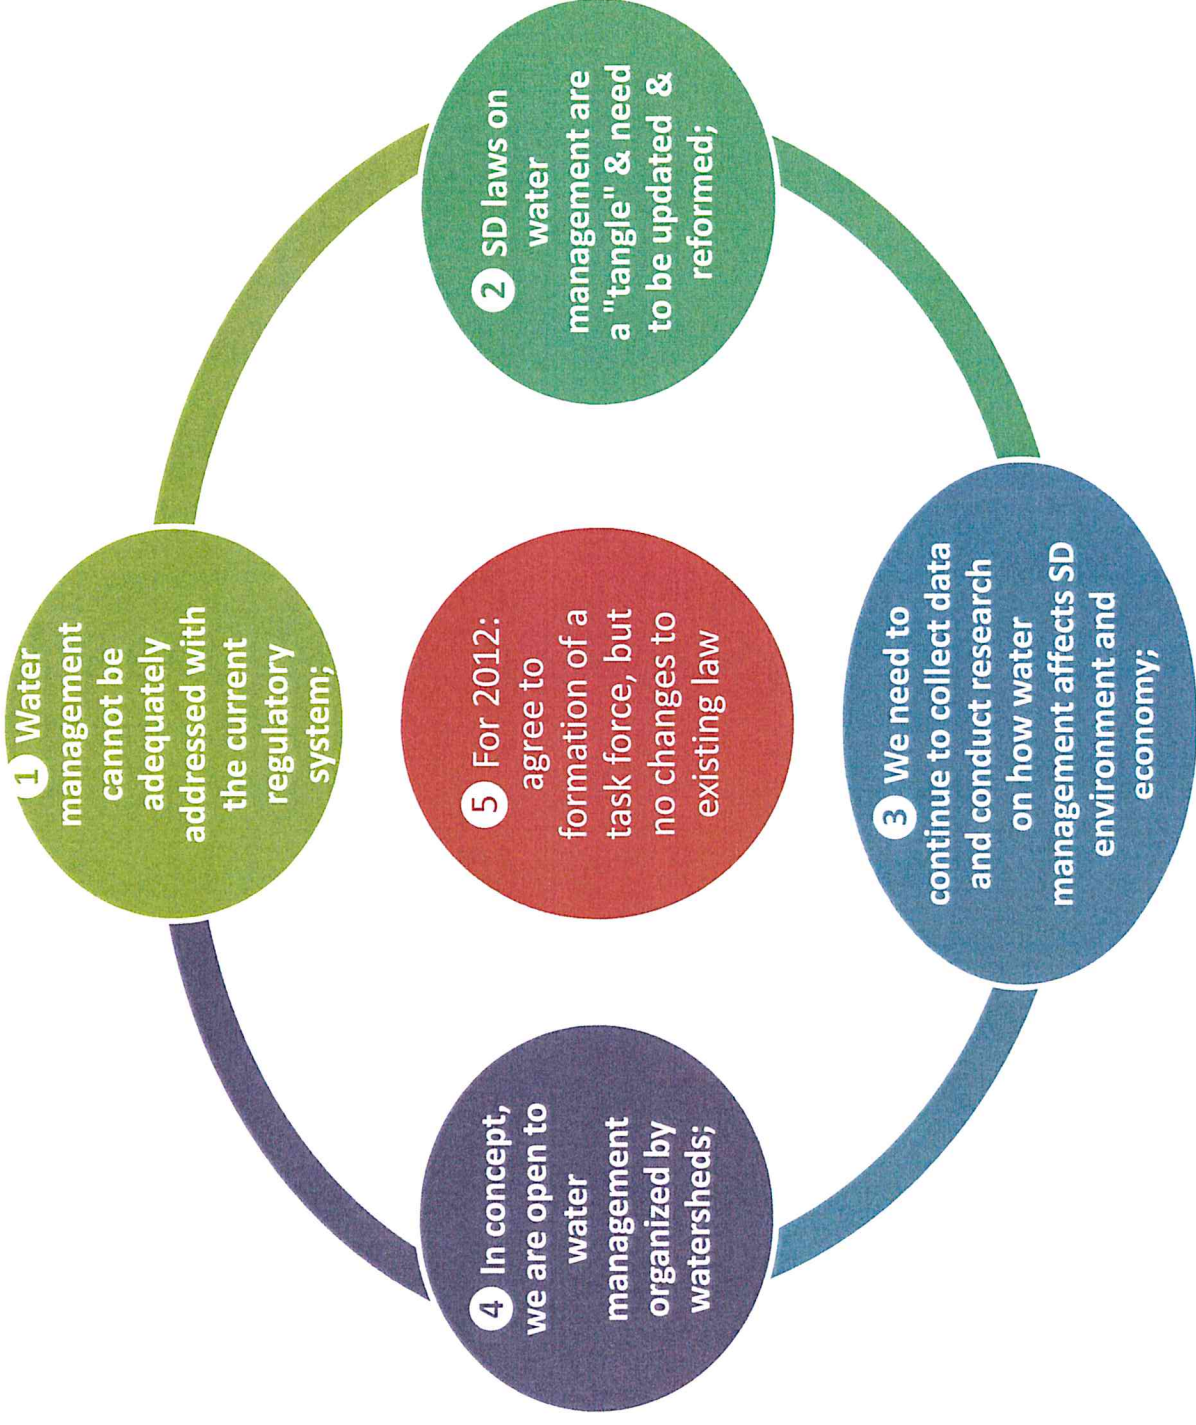 1 Water
management
cannot be
adequately
addressed with
the current
regulatory
system;
2 SD laws on
water
management are
a "tangle" & need
to be updated &
reformed;
3 We need to
continue to collect data
and conduct research
on how water
management affects SD
environment and
economy;
4 In concept,
we are open to
water
management
organized by
watersheds;
5 For 2012:
agree to
formation of a
task force, but
no changes to
existing law